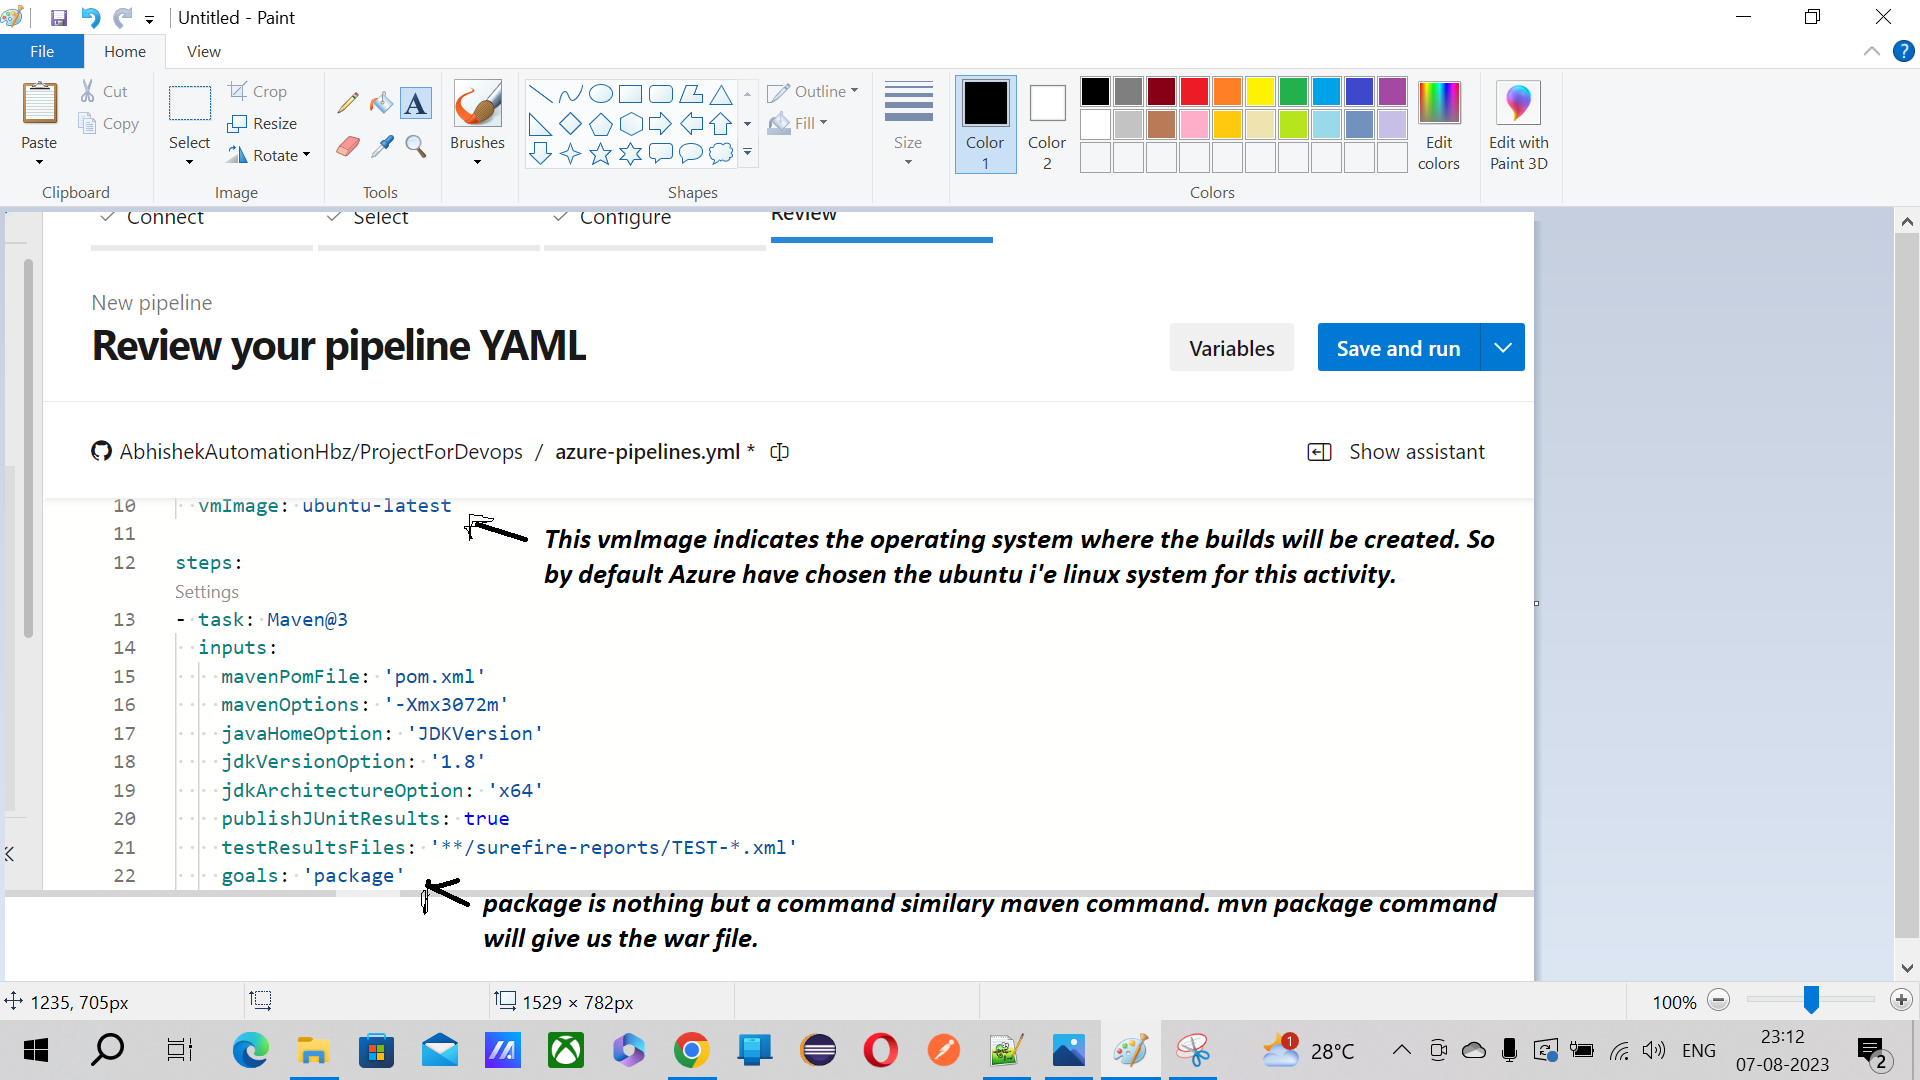 Untitled - Paint
File Home View
Paste
Cut
Copy
Clipboard
Select
Crop
Resize
Rotate
Image
Tools
Brushes
Shapes
Outline
Fill
Size
Color 1
Color 2
Colors
Edit colors
Edit with Paint 3D
Connect Select Configure Review
New pipeline
Review your pipeline YAML
Variables Save and run
AbhishekAutomationHbz/ProjectForDevops / azure-pipelines.yml * Show assistant
10 vmImage: ubuntu-latest
11
This vmImage indicates the operating system where the builds will be created. So
by default Azure have chosen the ubuntu i'e linux system for this activity.
12 steps:
Settings
13 - task: Maven@3
14 inputs:
15 mavenPomFile: 'pom.xml'
16 mavenOptions: '-Xmx3072m'
17 javaHomeOption: 'JDKVersion'
18 jdkVersionOption: '1.8'
19 jdkArchitectureOption: 'x64'
20 publishJUnitResults: true
21 testResultsFiles: '**/surefire-reports/TEST-*.xml'
22 goals: 'package'
package is nothing but a command similary maven command. mvn package command
will give us the war file.
1235, 705px 1529 × 782px 100%
28°C ENG 23:12
07-08-2023